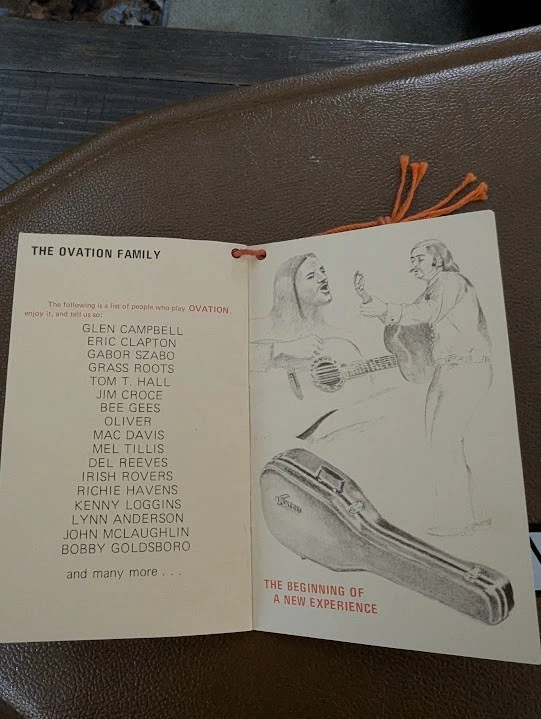 THE OVATION FAMILY
The following is a list of people who play OVATION,
enjoy it, and tell us so:
GLEN CAMPBELL
ERIC CLAPTON
GABOR SZABO
GRASS ROOTS
TOM T. HALL
JIM CROCE
BEE GEES
OLIVER
MAC DAVIS
MEL TILLIS
DEL REEVES
IRISH ROVERS
RICHIE HAVENS
KENNY LOGGINS
LYNN ANDERSON
JOHN McLAUGHLIN
BOBBY GOLDSBORO
and many more . . .
THE BEGINNING OF
A NEW EXPERIENCE